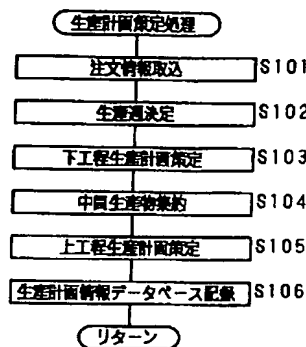 生産計画策定処理
注文情報取込 S101
生産週決定 S102
下工程生産計画策定 S103
中間生産物集約 S104
上工程生産計画策定 S105
生産計画情報データベース記録 S106
リターン